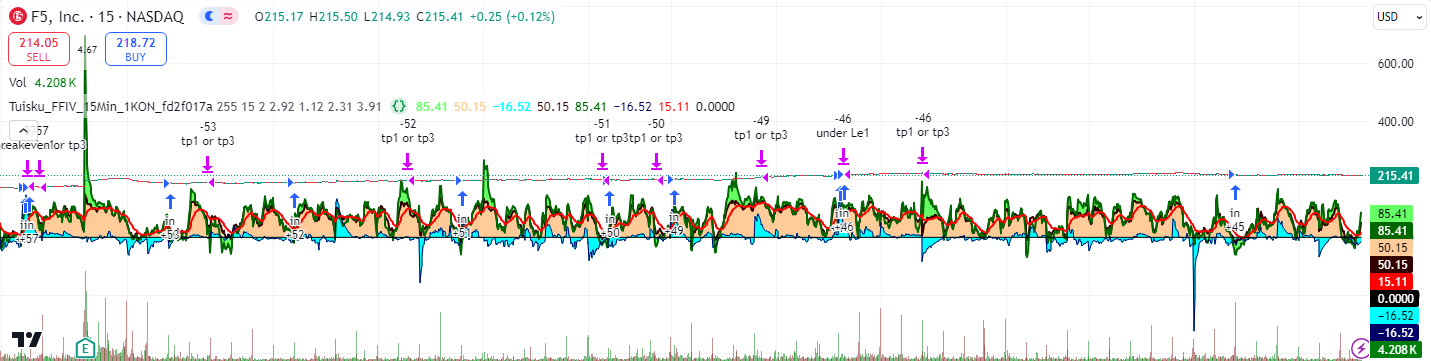 F5, Inc. · 15 · NASDAQ O215.17 H215.50 L214.93 C215.41 +0.25 (+0.12%)
USD
214.05 SELL
4.67
218.72 BUY
600.00
Vol 4.208 K
Tuisku_FFIV_15Min_1KON_fd2f017a 255 15 2 2.92 1.12 2.31 3.91 {} 85.41 50.15 −16.52 50.15 85.41 −16.52 15.11 0.0000
400.00
-53
tp1 or tp3
-52
tp1 or tp3
-51
tp1 or tp3
-50
tp1 or tp3
-49
tp1 or tp3
-46
under Le1
-46
tp1 or tp3
215.41
in
+57
in
+53
in
+52
in
+51
in
+50
in
+49
in
+46
in
+45
85.41
85.41
50.15
50.15
15.11
0.0000
−16.52
−16.52
4.208 K
E